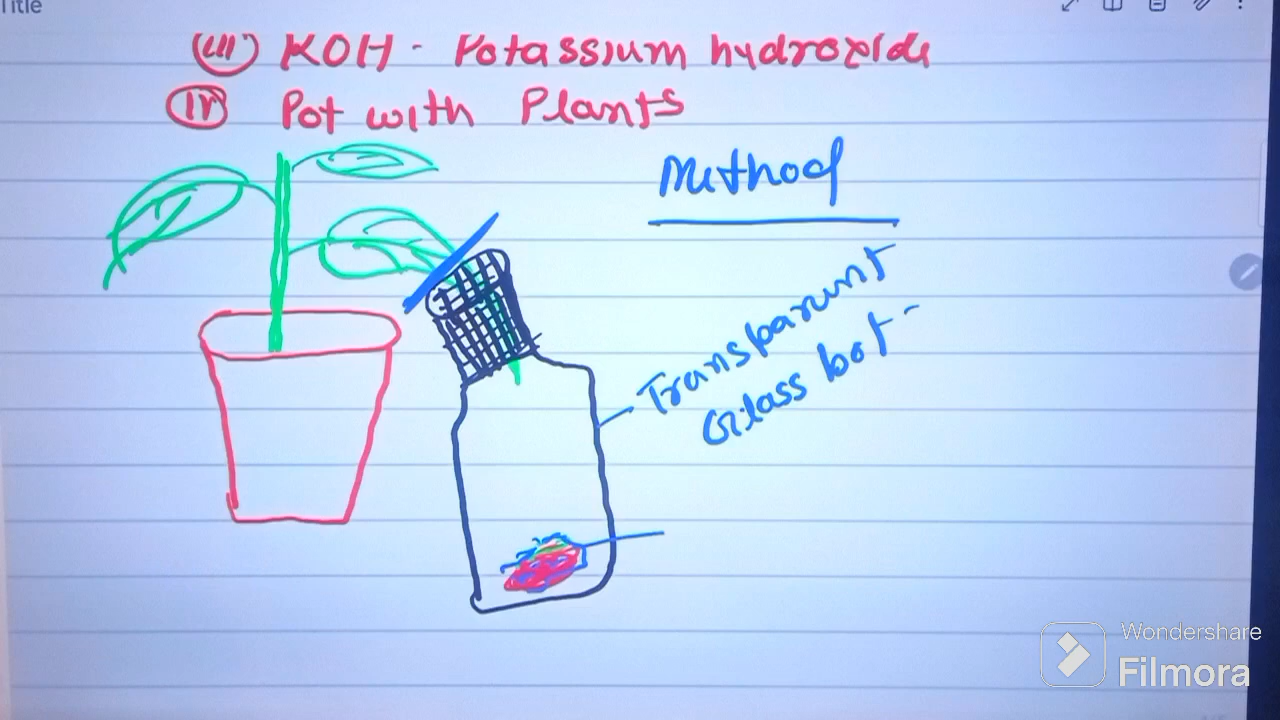 Title
(iii) KOH - Potassium hydroxide
(iv) Pot with Plants
Method
Transparent
Glass bot-
Wondershare
Filmora